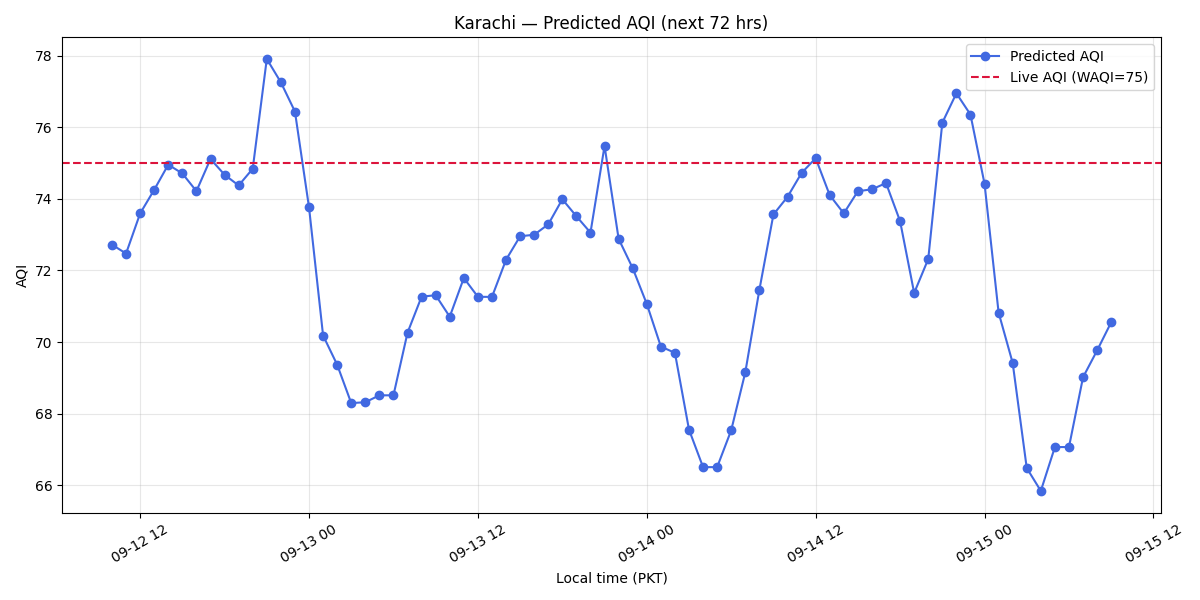 Karachi — Predicted AQI (next 72 hrs)
Predicted AQI
Live AQI (WAQI=75)
AQI
78
76
74
72
70
68
66
09-12 12
09-13 00
09-13 12
09-14 00
09-14 12
09-15 00
09-15 12
Local time (PKT)